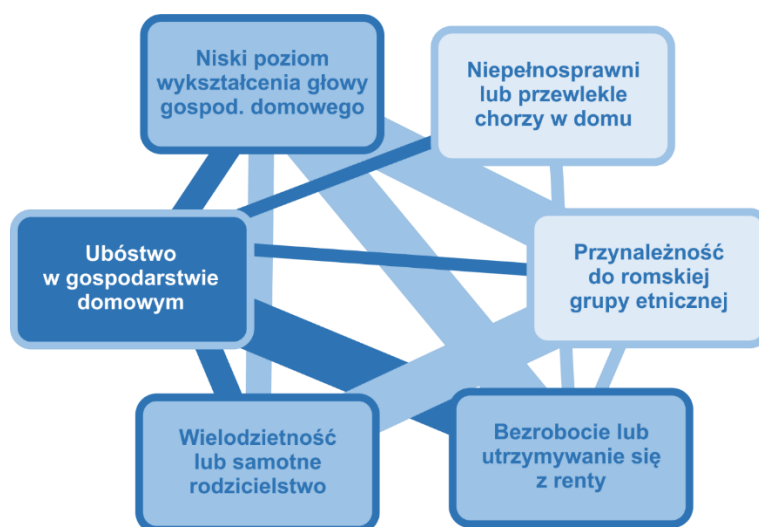 Niski poziom
wykształcenia głowy
gospod. domowego
Niepełnosprawni
lub przewlekle
chorzy w domu
Ubóstwo
w gospodarstwie
domowym
Przynależność
do romskiej
grupy etnicznej
Wielodzietność
lub samotne
rodzicielstwo
Bezrobocie lub
utrzymywanie się
z renty